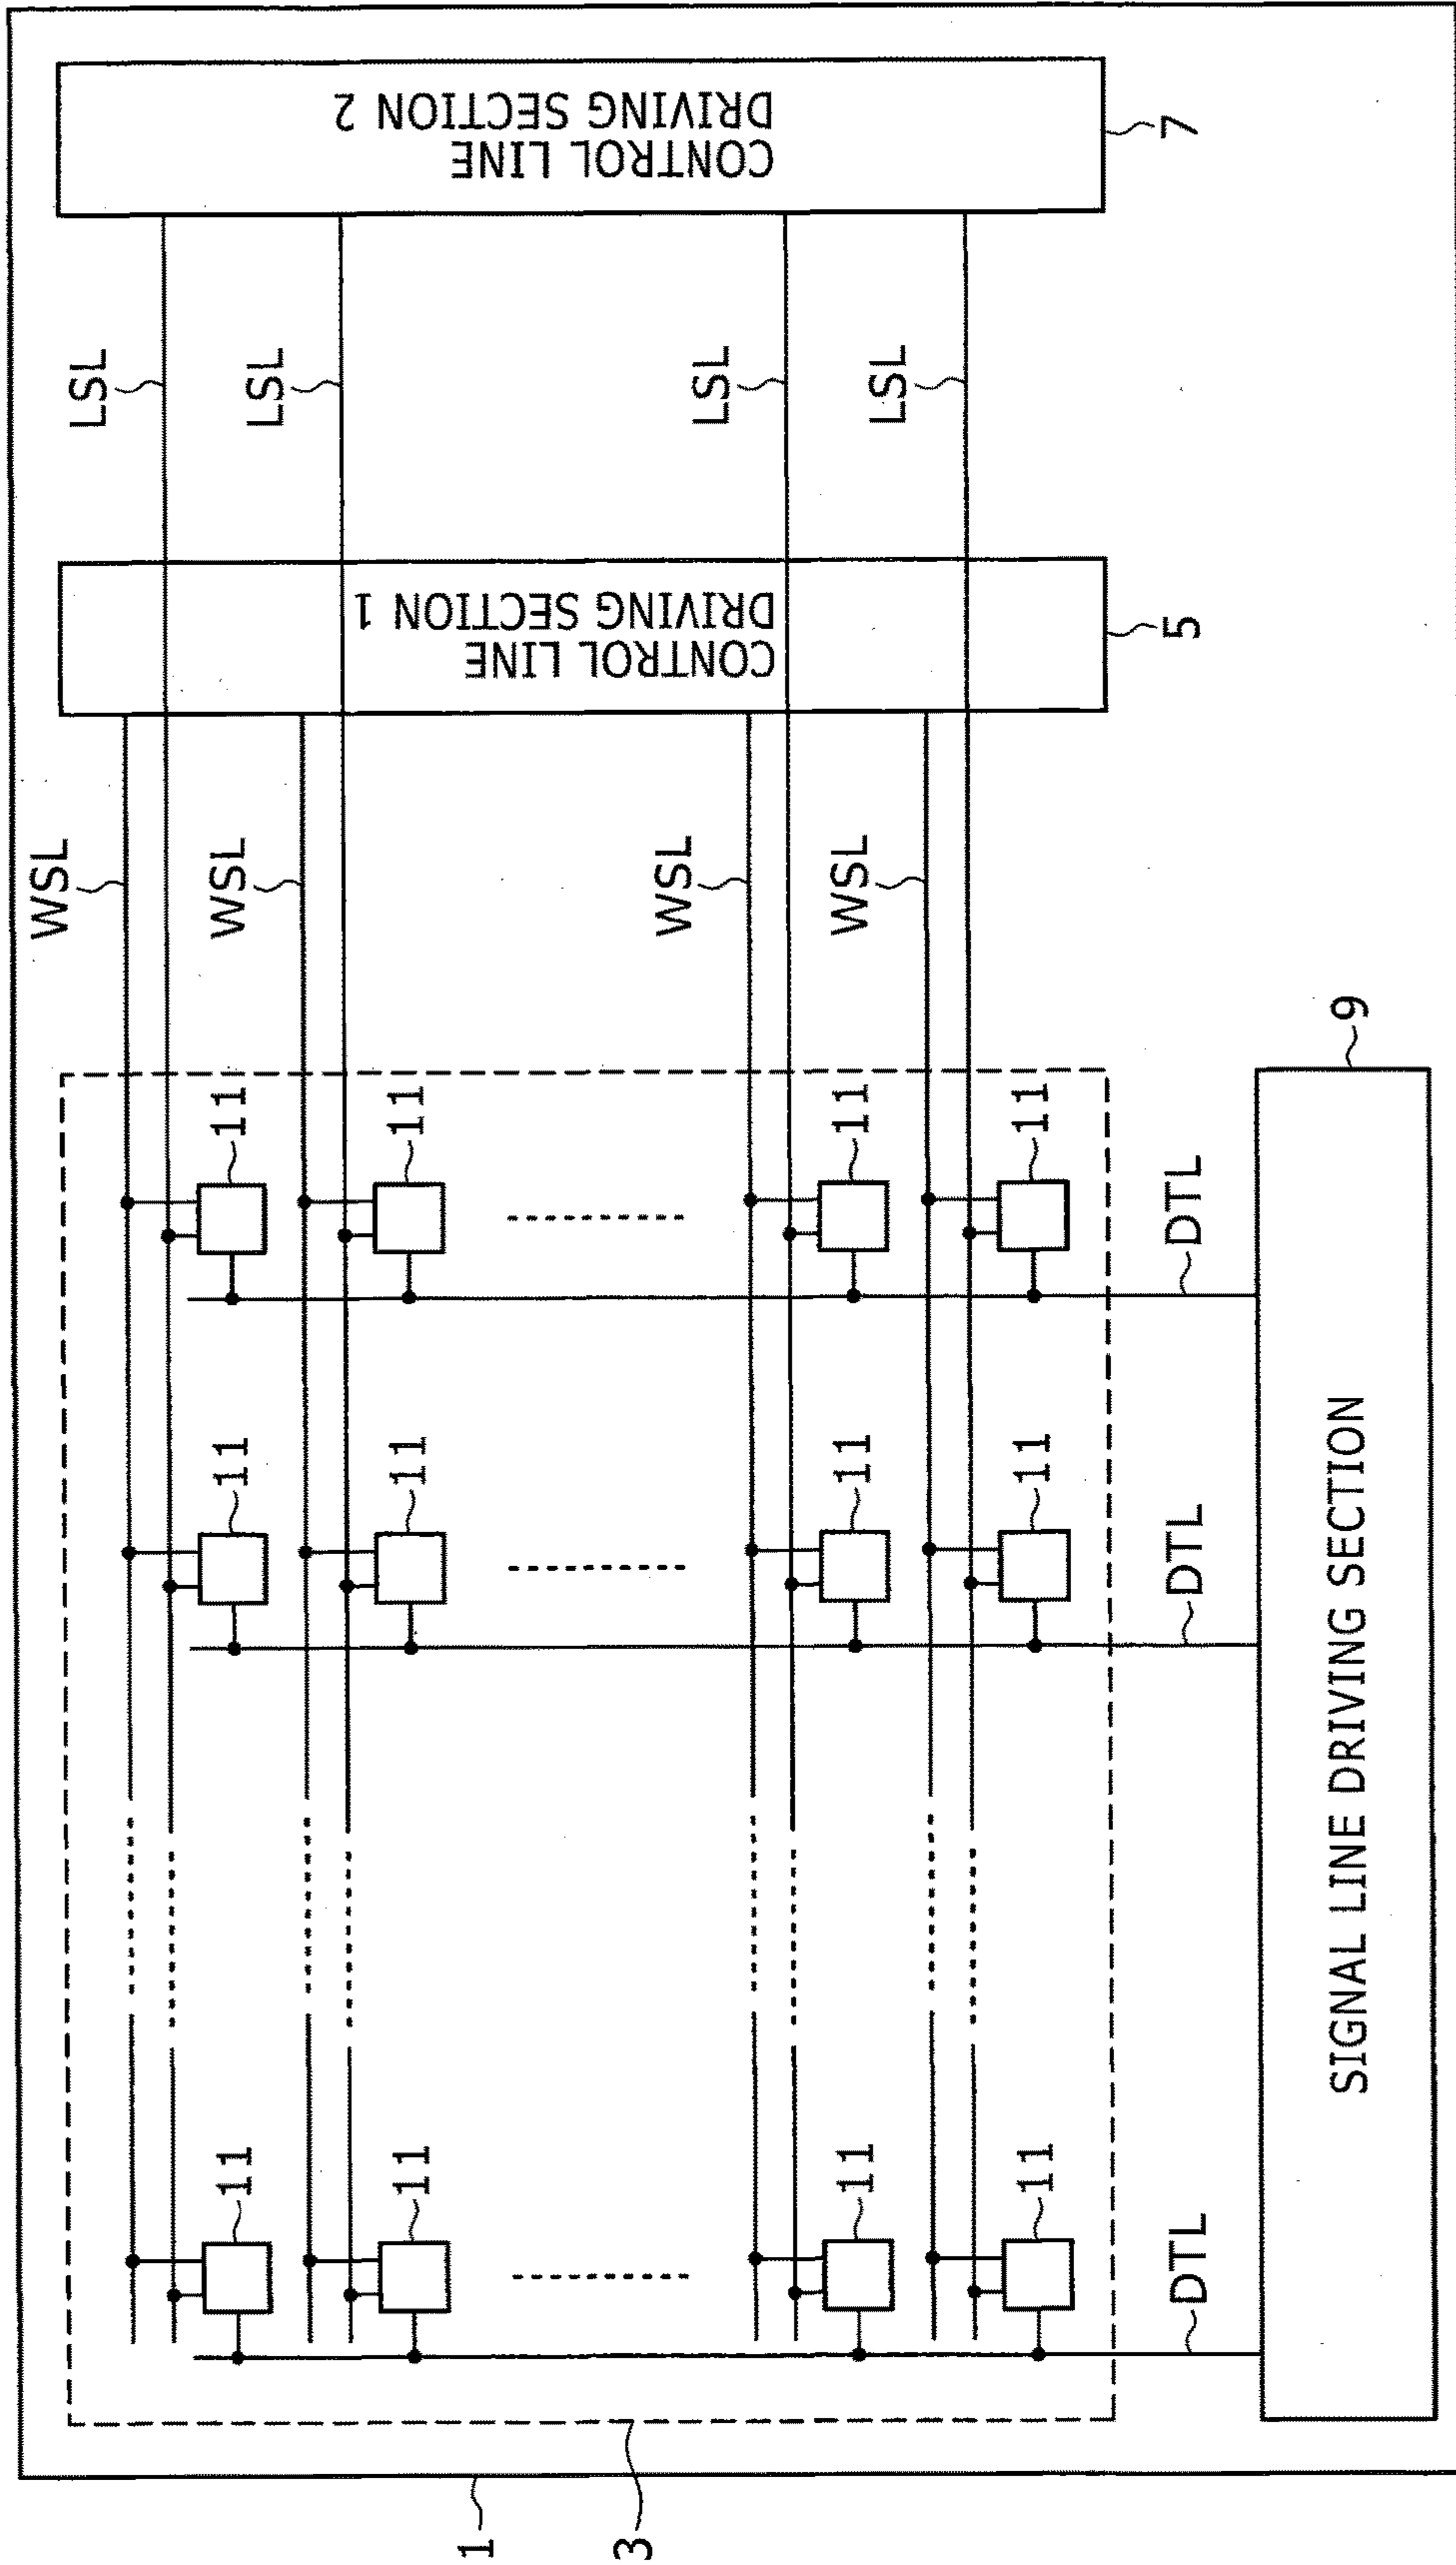 CONTROL LINE
DRIVING SECTION 2
7
LSL
LSL
LSL
LSL
CONTROL LINE
DRIVING SECTION 1
5
WSL
WSL
WSL
WSL
9
11
11
11
11
DTL
11
11
11
11
DTL
SIGNAL LINE DRIVING SECTION
11
11
11
11
DTL
1
3